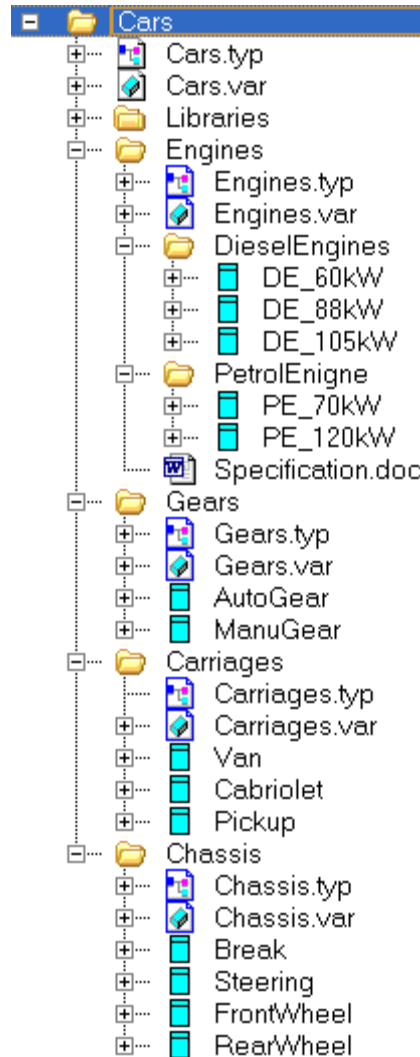 Cars
Cars.typ
Cars.var
Libraries
Engines
Engines.typ
Engines.var
DieselEngines
DE_60kW
DE_88kW
DE_105kW
PetrolEnigne
PE_70kW
PE_120kW
Specification.doc
Gears
Gears.typ
Gears.var
AutoGear
ManuGear
Carriages
Carriages.typ
Carriages.var
Van
Cabriolet
Pickup
Chassis
Chassis.typ
Chassis.var
Break
Steering
FrontWheel
RearWheel